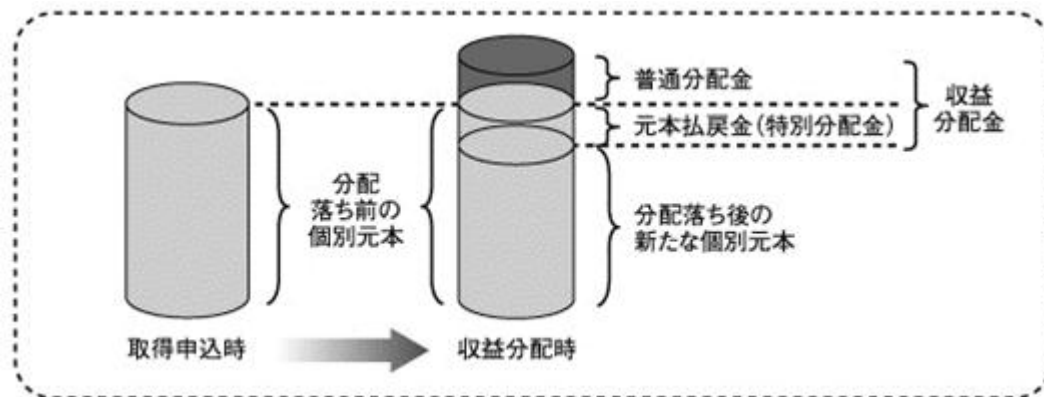 普通分配金
収益
分配金
元本払戻金(特別分配金)
分配
落ち前の
個別元本
分配落ち後の
新たな個別元本
取得申込時
収益分配時